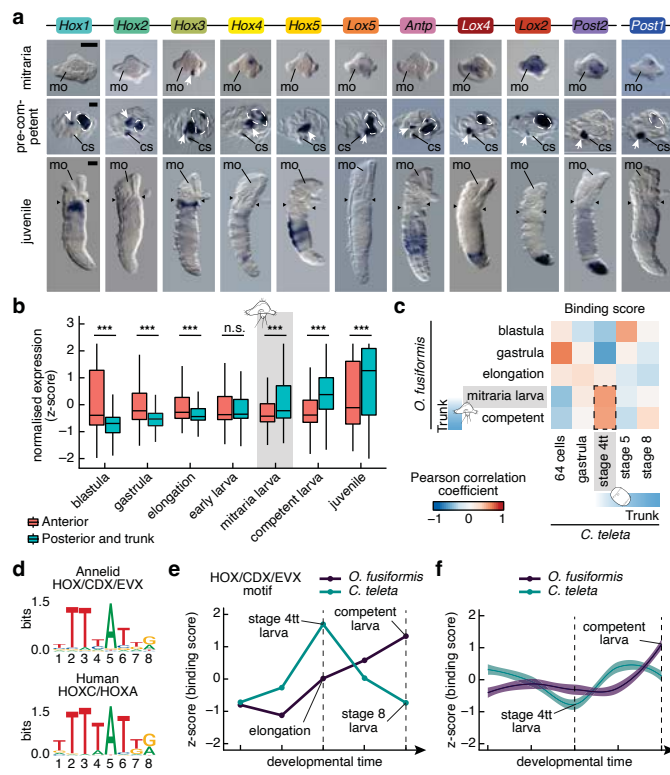 a
Hox1 Hox2 Hox3 Hox4 Hox5 Lox5 Antp Lox4 Lox2 Post2 Post1
mitraria
mo mo mo mo mo mo mo mo mo mo mo
pre-com-
petent
cs cs cs cs cs cs cs cs cs cs cs
juvenile
mo mo mo mo mo mo mo mo mo mo mo
b
normalised expression
(z-score)
3
2
1
0
−1
−2
*** *** *** n.s. *** *** ***
blastula
gastrula
elongation
early larva
mitraria larva
competent larva
juvenile
Anterior
Posterior and trunk
c
Binding score
O. fusiformis
Trunk
blastula
gastrula
elongation
mitraria larva
competent
64 cells
gastrula
stage 4tt
stage 5
stage 8
Trunk
C. teleta
Pearson correlation
coefficient
−1 0 1
d
Annelid
HOX/CDX/EVX
1.5
bits
0.0
1 2 3 4 5 6 7 8
Human
HOXC/HOXA
1.5
bits
0.0
1 2 3 4 5 6 7 8
e
HOX/CDX/EVX
motif
O. fusiformis
C. teleta
z-score (binding score)
2
1
0
−1
−2
stage 4tt
larva
competent
larva
elongation
stage 8
larva
developmental time
f
O. fusiformis
C. teleta
z-score (binding score)
2
1
0
−1
−2
competent
larva
stage 4tt
larva
developmental time